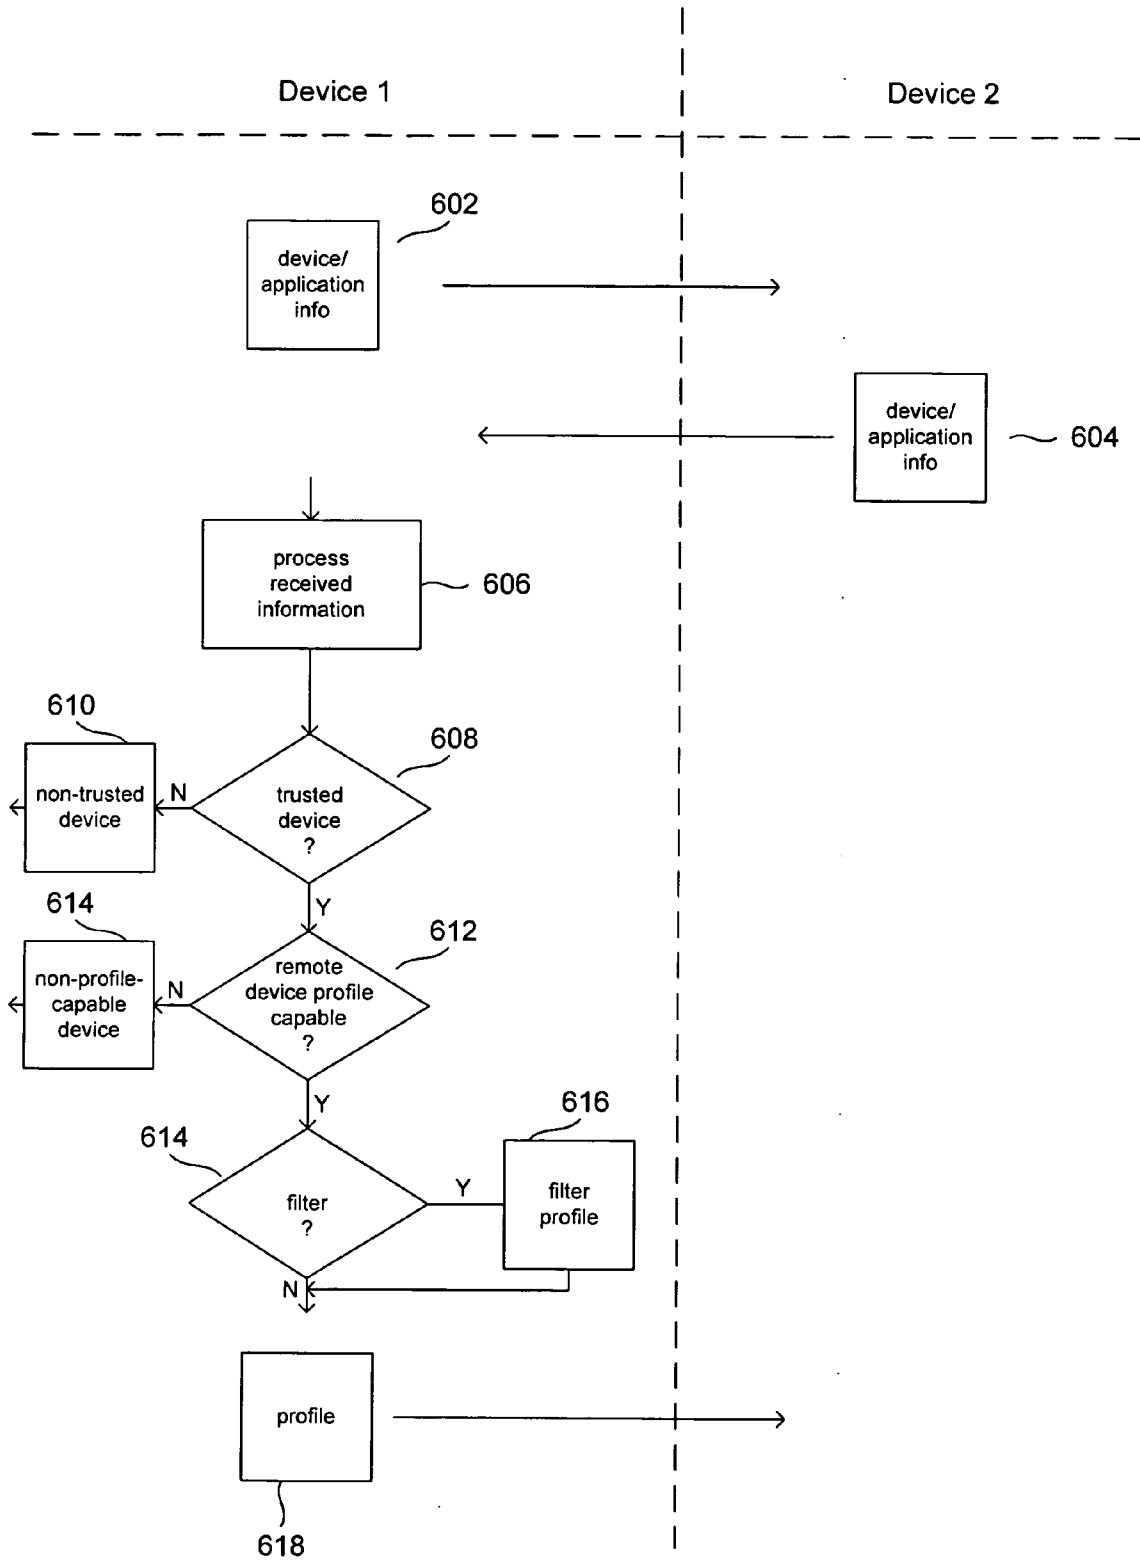 Device 1
Device 2
602
device/
application
info
device/
application
info
604
process
received
information
606
610
608
non-trusted
device
N
trusted
device
?
Y
614
612
non-profile-
capable
device
N
remote
device profile
capable
?
Y
616
614
filter
?
Y
filter
profile
N
profile
618